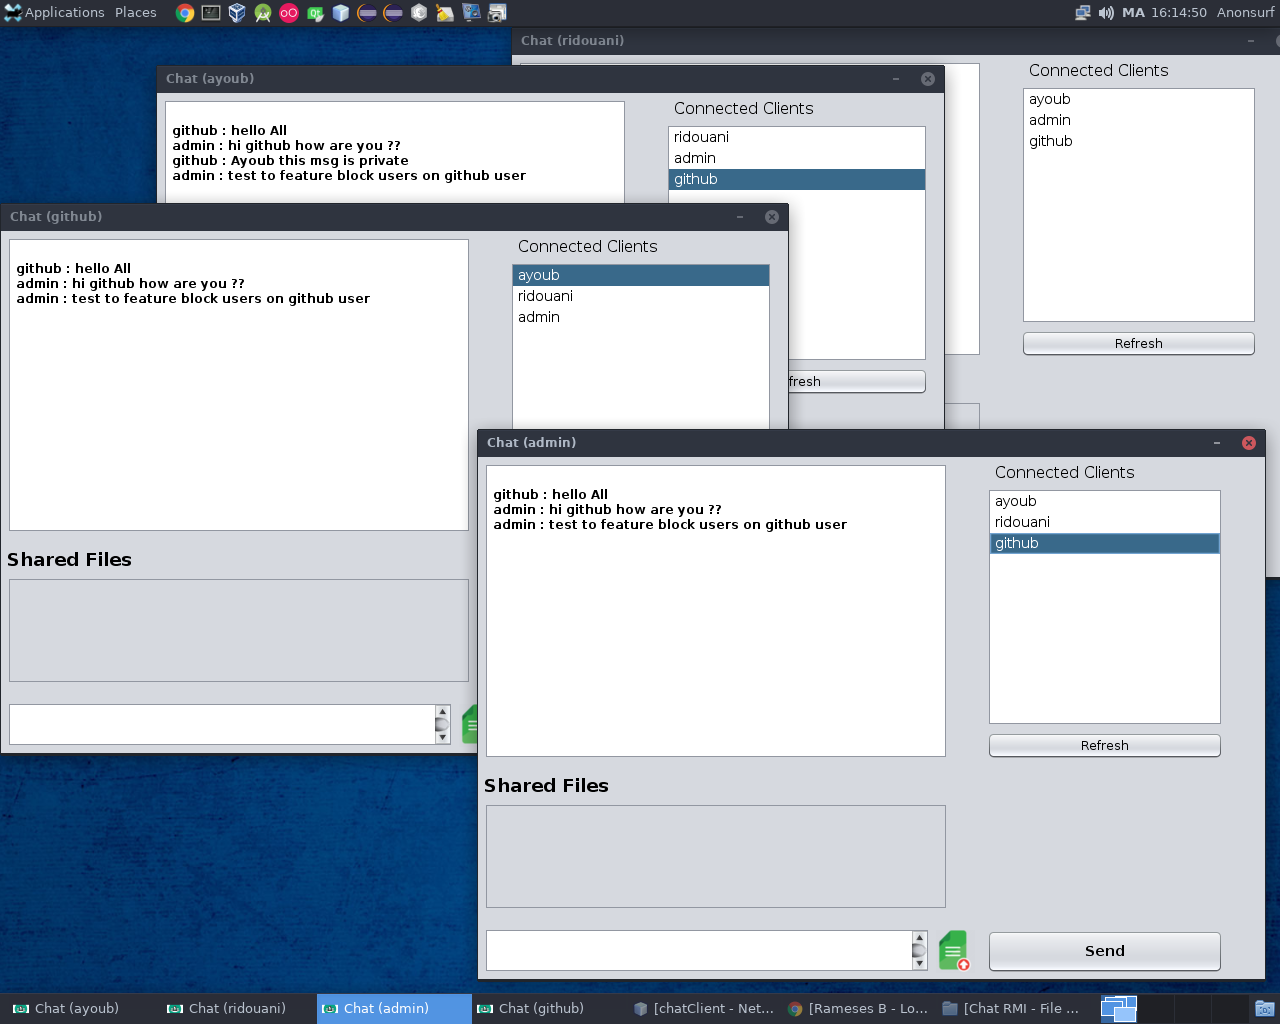 Applications Places MA 16:14:50 Anonsurf
Chat (ridouani)
Connected Clients
ayoub
admin
github
Refresh
Chat (ayoub)
github : hello All
admin : hi github how are you ??
github : Ayoub this msg is private
admin : test to feature block users on github user
Connected Clients
ridouani
admin
github
fresh
Chat (github)
github : hello All
admin : hi github how are you ??
admin : test to feature block users on github user
Connected Clients
ayoub
ridouani
admin
Shared Files
Chat (admin)
github : hello All
admin : hi github how are you ??
admin : test to feature block users on github user
Connected Clients
ayoub
ridouani
github
Refresh
Shared Files
Send
Chat (ayoub) Chat (ridouani) Chat (admin) Chat (github) [chatClient - Net... [Rameses B - Lo... [Chat RMI - File ...